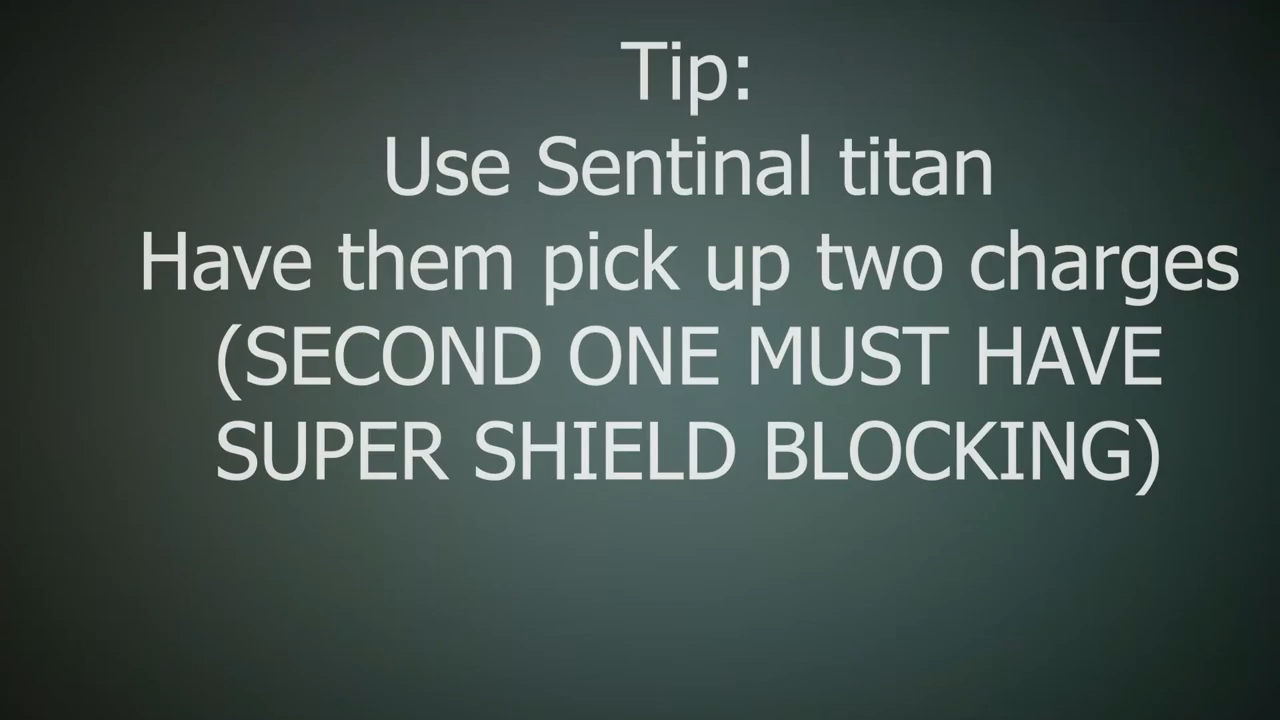 Tip:
Use Sentinal titan
Have them pick up two charges
(SECOND ONE MUST HAVE
SUPER SHIELD BLOCKING)